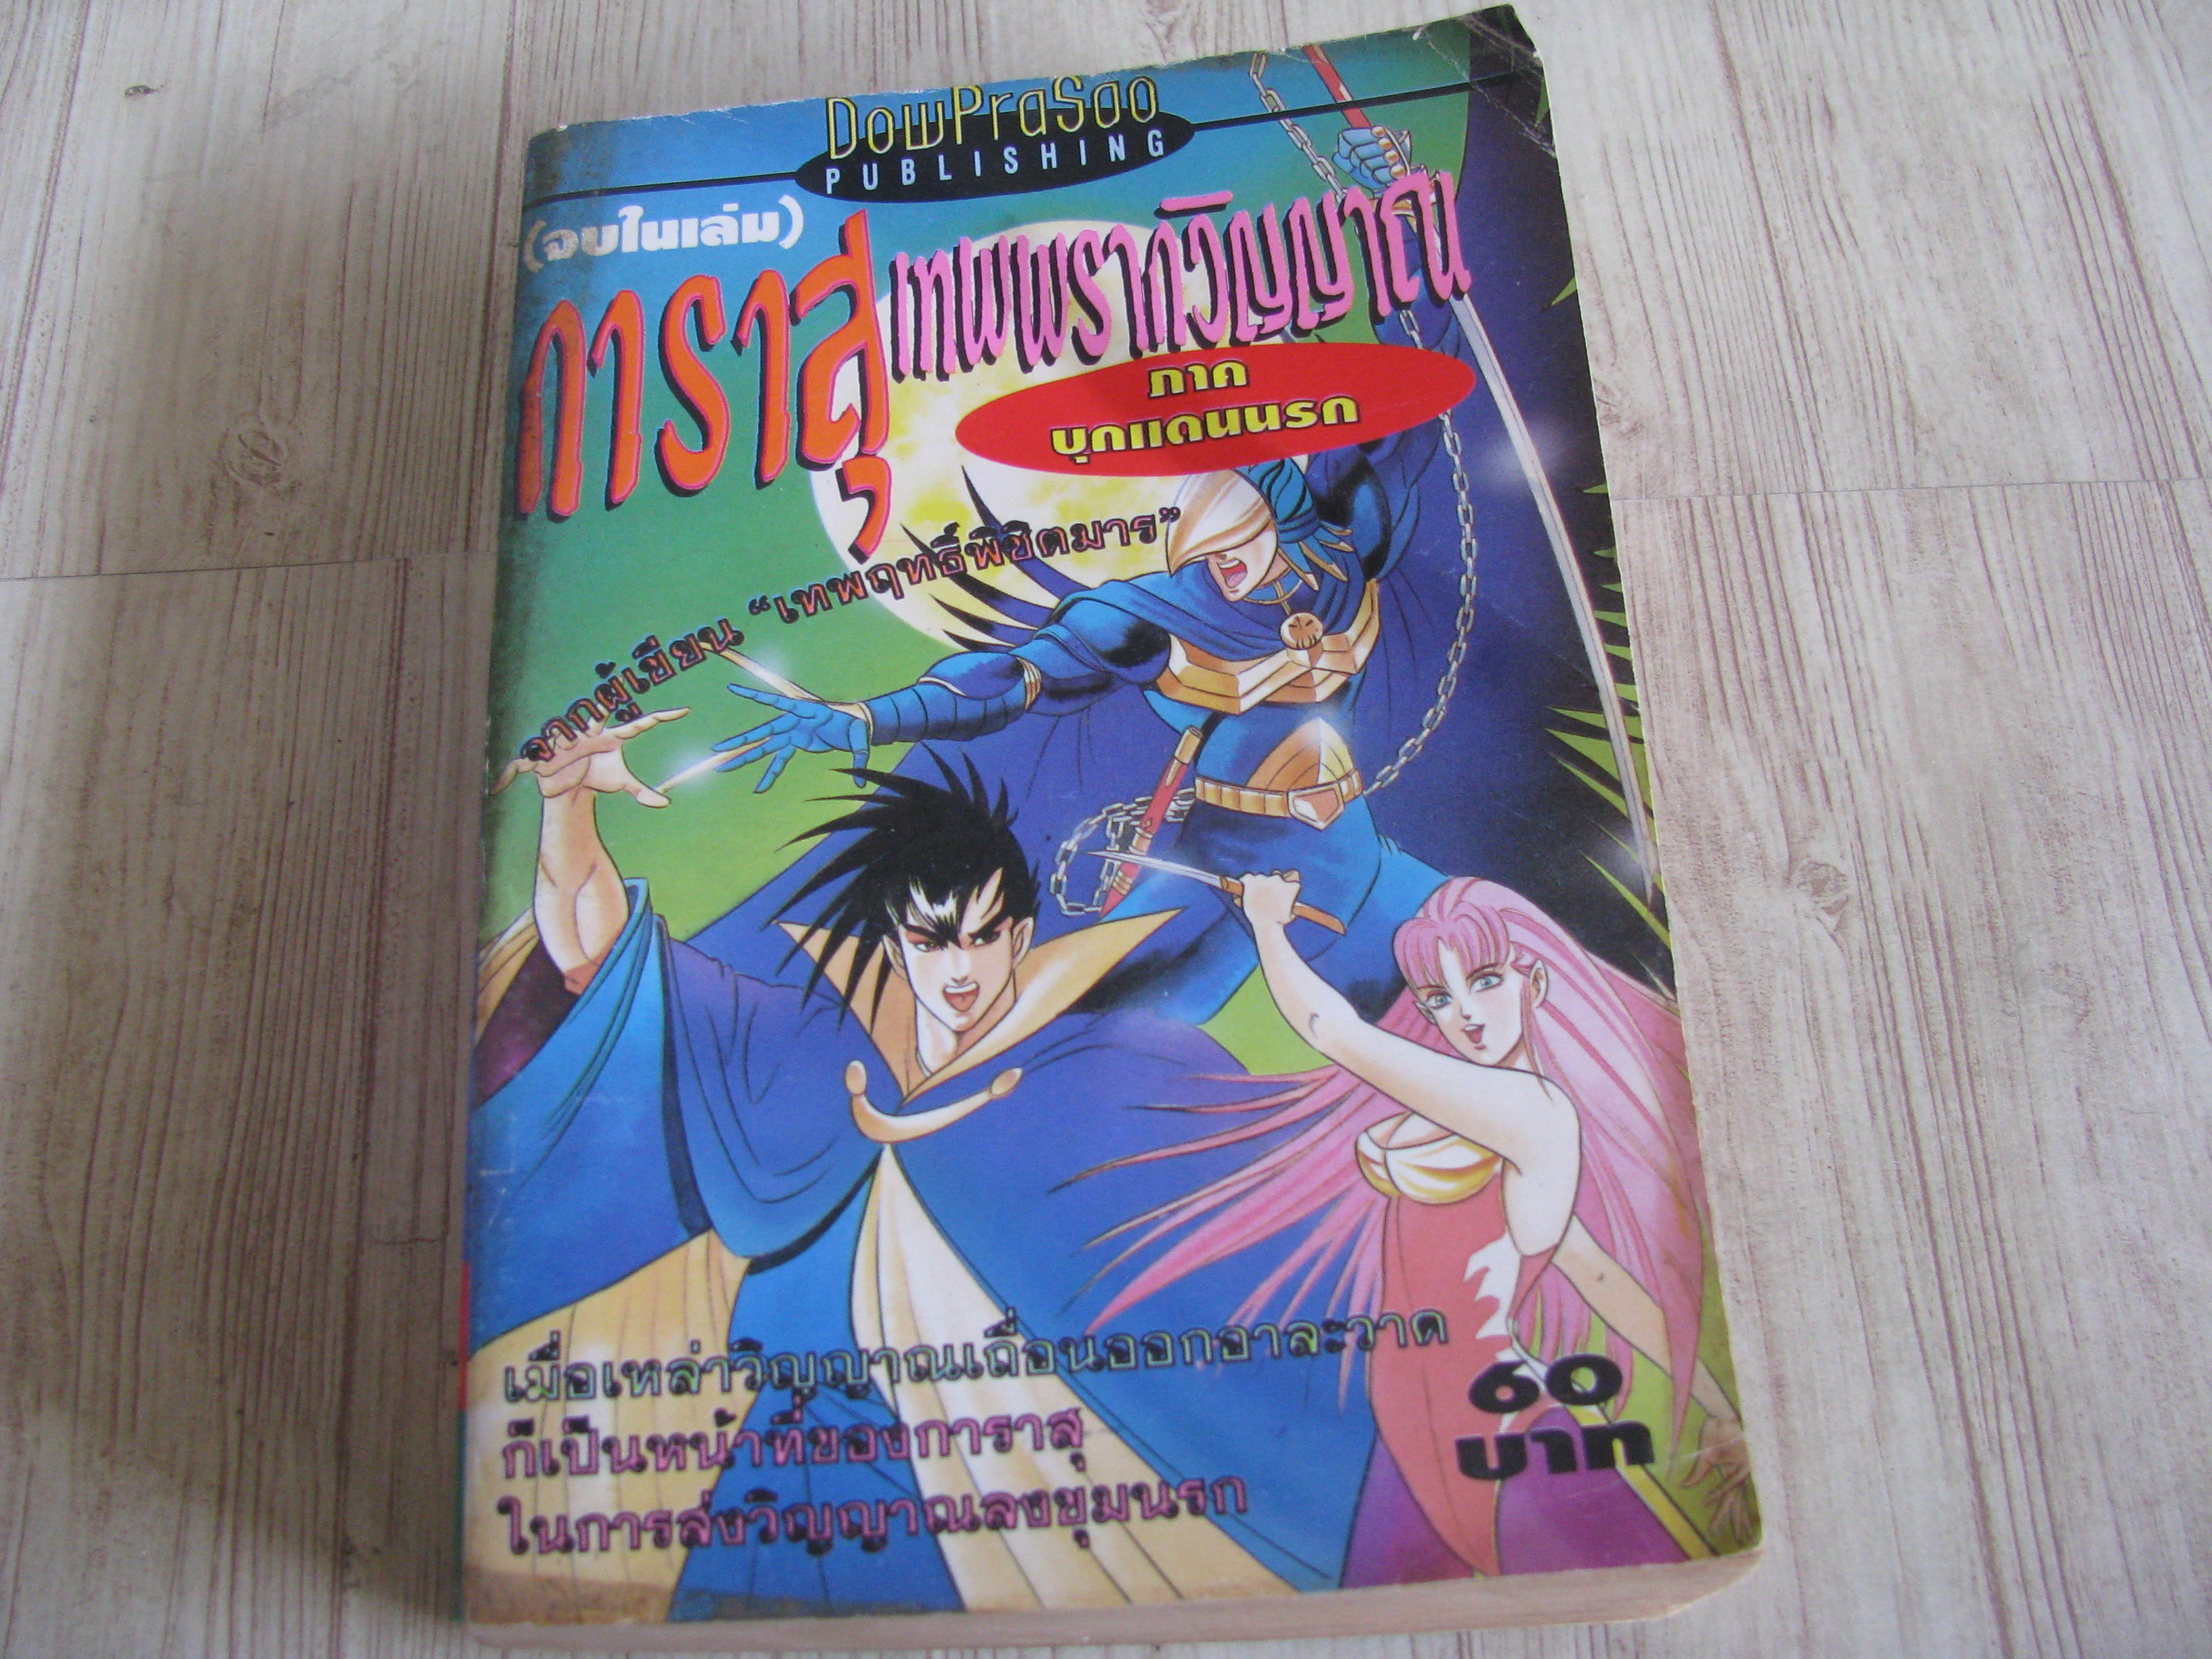 DowPraSao
PUBLISHING
(จบในเล่ม)
การาสุ เทพพรากวิญญาณ
ภาค
บุกแดนนรก
จากผู้เขียน “เทพฤทธิ์พิชิตมาร”
เมื่อเหล่าวิญญาณเถื่อนออกอาละวาด
ก็เป็นหน้าที่ของการาสุ
ในการส่งวิญญาณลงขุมนรก
60
บาท